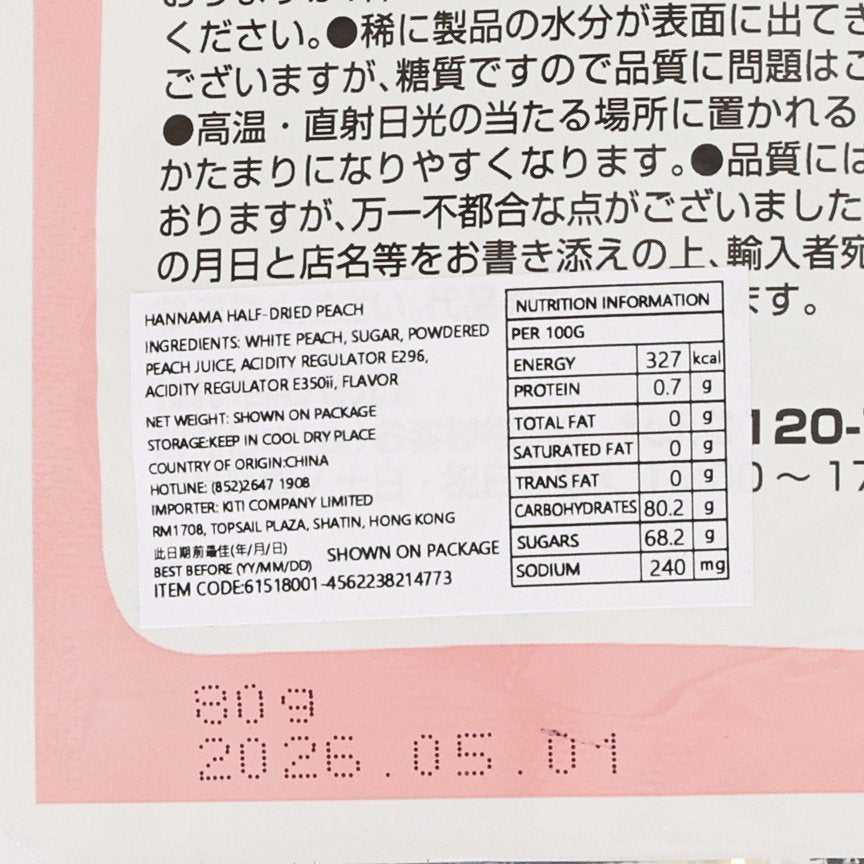 ください。●稀に製品の水分が表面に出てき
ございますが、糖質ですので品質に問題はご
●高温・直射日光の当たる場所に置かれる
かたまりになりやすくなります。●品質には
おりますが、万一不都合な点がございました
の月日と店名等をお書き添えの上、輸入者宛
ます。
HANNAMA HALF-DRIED PEACH
INGREDIENTS: WHITE PEACH, SUGAR, POWDERED
PEACH JUICE, ACIDITY REGULATOR E296,
ACIDITY REGULATOR E350ii, FLAVOR
NET WEIGHT: SHOWN ON PACKAGE
STORAGE:KEEP IN COOL DRY PLACE
COUNTRY OF ORIGIN:CHINA
HOTLINE: (852)2647 1908
IMPORTER: KITI COMPANY LIMITED
RM1708, TOPSAIL PLAZA, SHATIN, HONG KONG
此日期前最佳(年/月/日)
BEST BEFORE (YY/MM/DD) SHOWN ON PACKAGE
ITEM CODE:61518001-4562238214773
NUTRITION INFORMATION
PER 100G
ENERGY 327 kcal
PROTEIN 0.7 g
TOTAL FAT 0 g
SATURATED FAT 0 g
TRANS FAT 0 g
CARBOHYDRATES 80.2 g
SUGARS 68.2 g
SODIUM 240 mg
120-
0～17
80g
2026.05.01